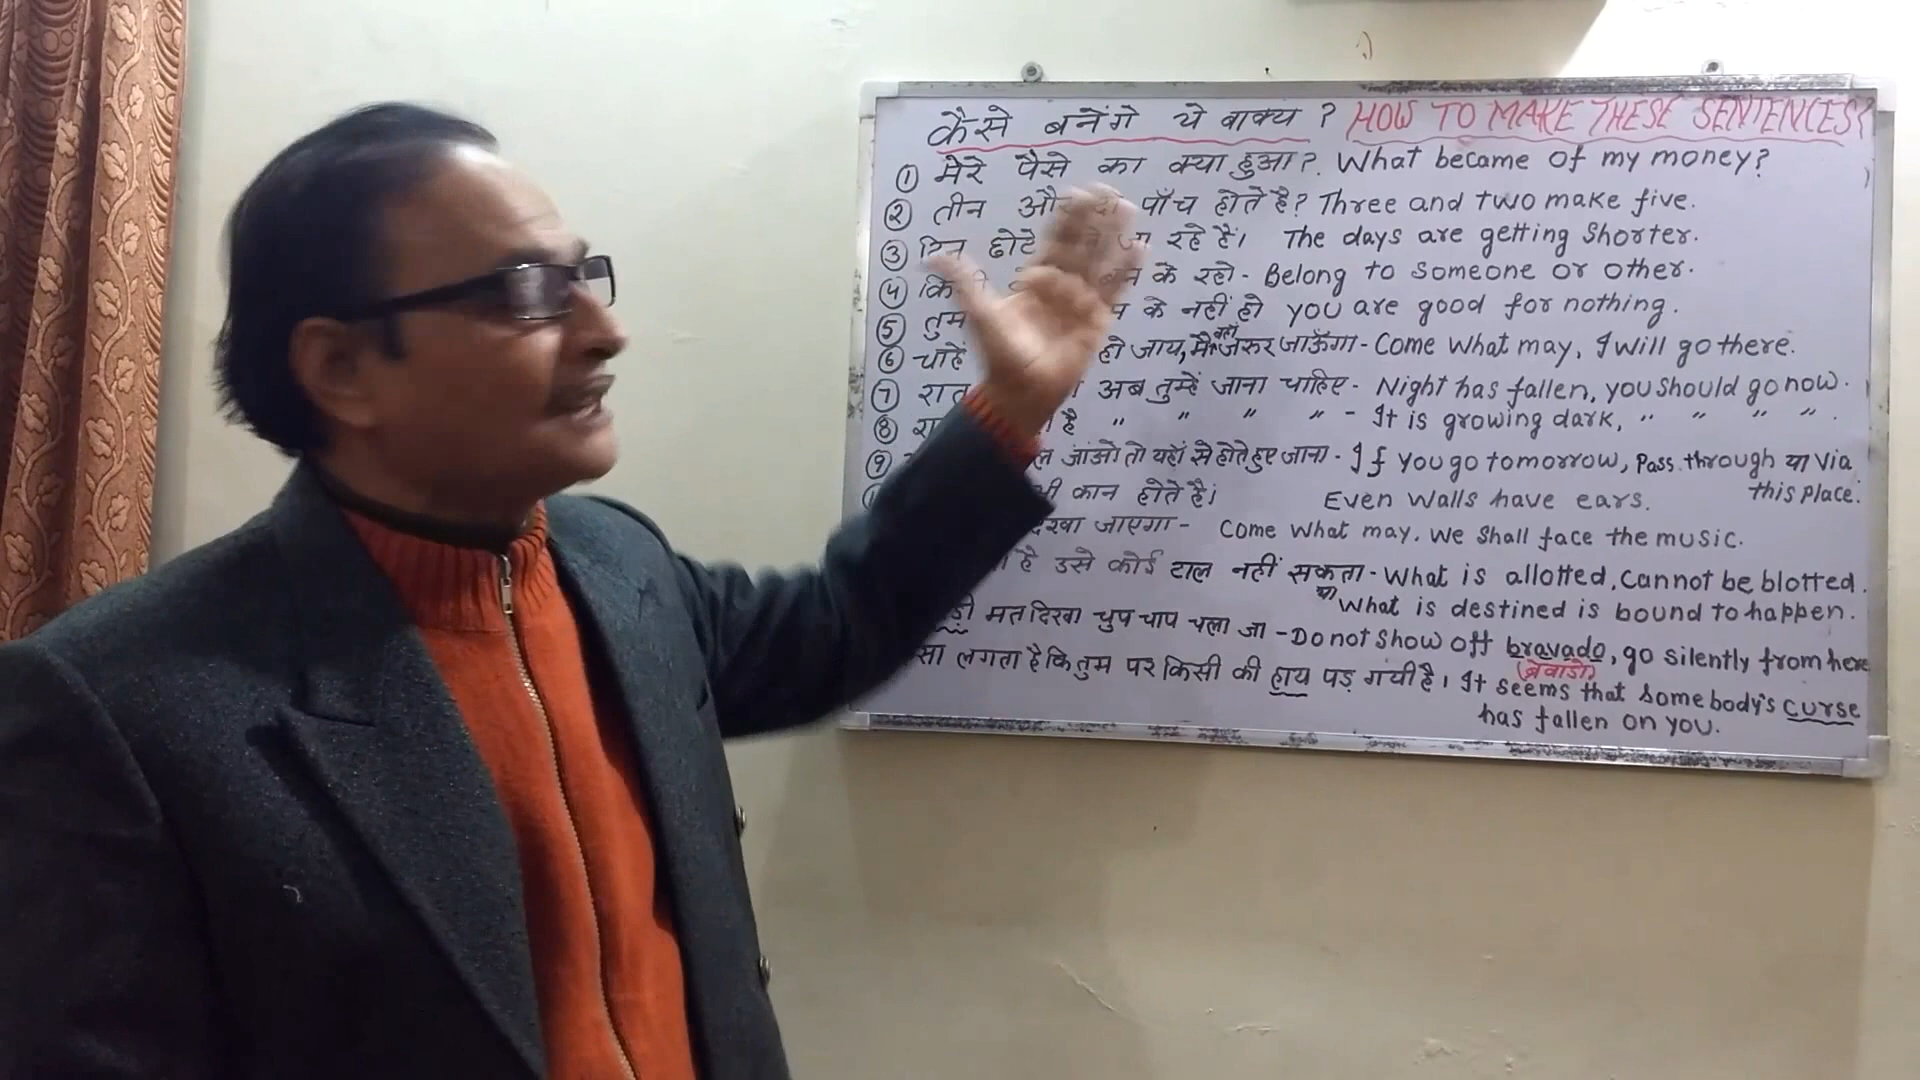 कैसे बनेंगे ये वाक्य ? HOW TO MAKE THESE SENTENCES?
① मेरे पैसे का क्या हुआ ?. What became of my money?
② तीन पाँच होते है? Three and two make five.
③ दिन छोटे जा रहे हैं। The days are getting shorter.
④ के रहो - Belong to someone or other.
⑤ तुम के नहीं हो you are good for nothing.
⑥ चाहें हो जाय, मैं वहाँ जरूर जाऊँगा - Come what may, I will go there.
⑦ रात अब तुम्हें जाना चाहिए - Night has fallen, you should go now.
⑧ है " " " " - It is growing dark, " " " ".
⑨ जांओ तो यहाँ से होते हुए जाना - If you go tomorrow, Pass through या via
this place.
कान होते है। Even walls have ears.
जाएगा - Come what may. We shall face the music.
है उसे कोई टाल नहीं सकता - What is allotted, cannot be blotted.
या What is destined is bound to happen.
मत दिखा चुप चाप चला जा - Do not show off bravado, go silently from here
(ब्रेवाडो)
लगता है कि तुम पर किसी की हाय पड़ गयी है। It seems that somebody's curse
has fallen on you.